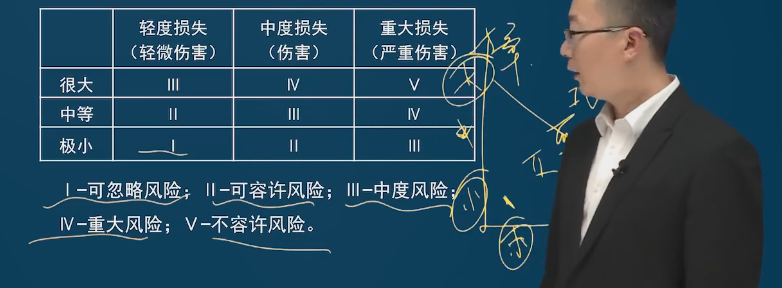 轻度损失 中度损失 重大损失
（轻微伤害） （伤害） （严重伤害）
很大 Ⅲ Ⅳ Ⅴ
中等 Ⅱ Ⅲ Ⅳ
极小 Ⅰ Ⅱ Ⅲ
Ⅰ-可忽略风险；Ⅱ-可容许风险；Ⅲ-中度风险；
Ⅳ-重大风险；Ⅴ-不容许风险。
大
小